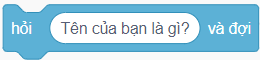 hỏi Tên của bạn là gì? và đợi